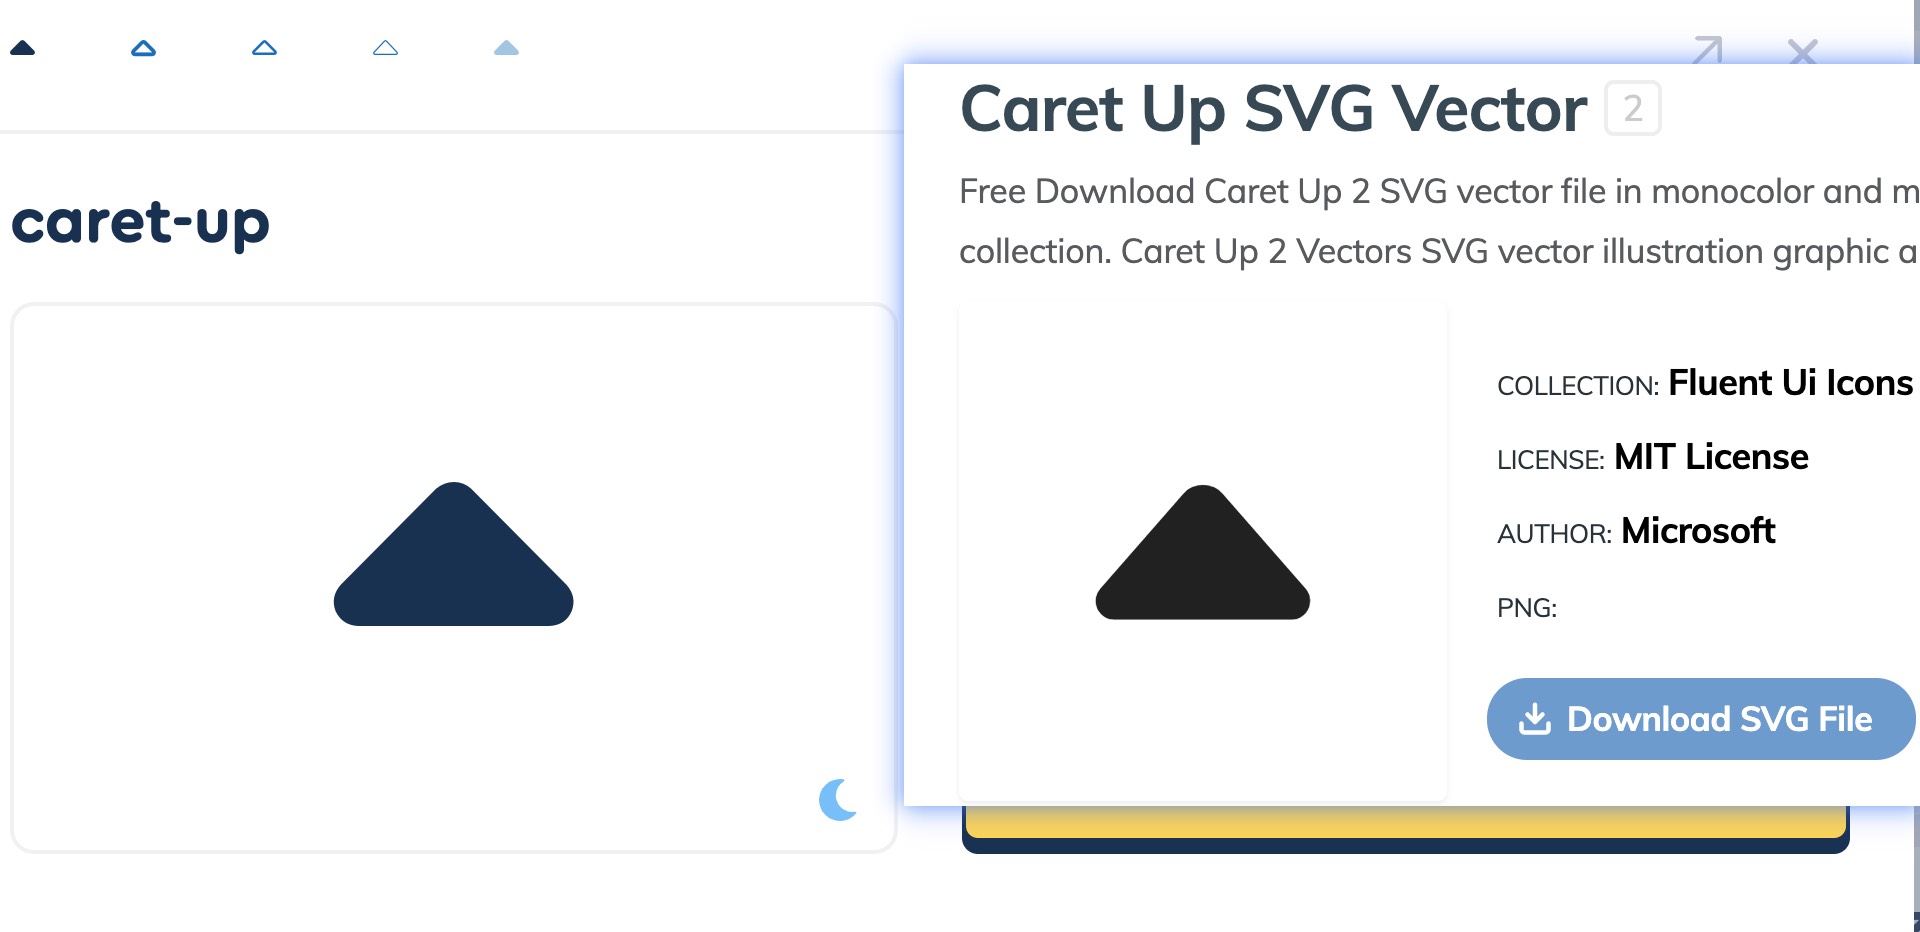 caret-up
Caret Up SVG Vector 2
Free Download Caret Up 2 SVG vector file in monocolor and
collection. Caret Up 2 Vectors SVG vector illustration graphic
COLLECTION: Fluent Ui Icons
LICENSE: MIT License
AUTHOR: Microsoft
PNG:
Download SVG File